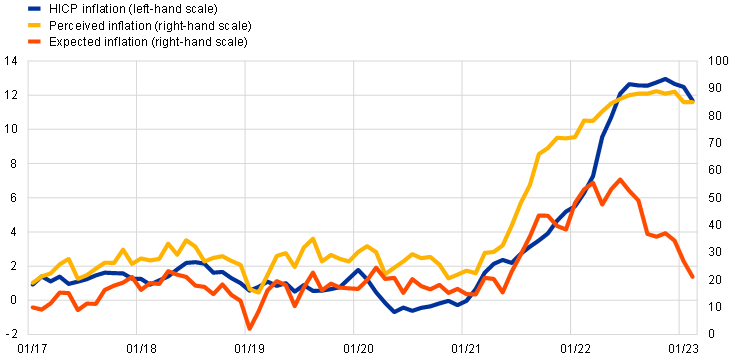 HICP inflation (left-hand scale)
Perceived inflation (right-hand scale)
Expected inflation (right-hand scale)
14 100
12 90
10 80
8 70
6 60
4 50
2 40
0 30
-2 20
10
0
01/17 01/18 01/19 01/20 01/21 01/22 01/23